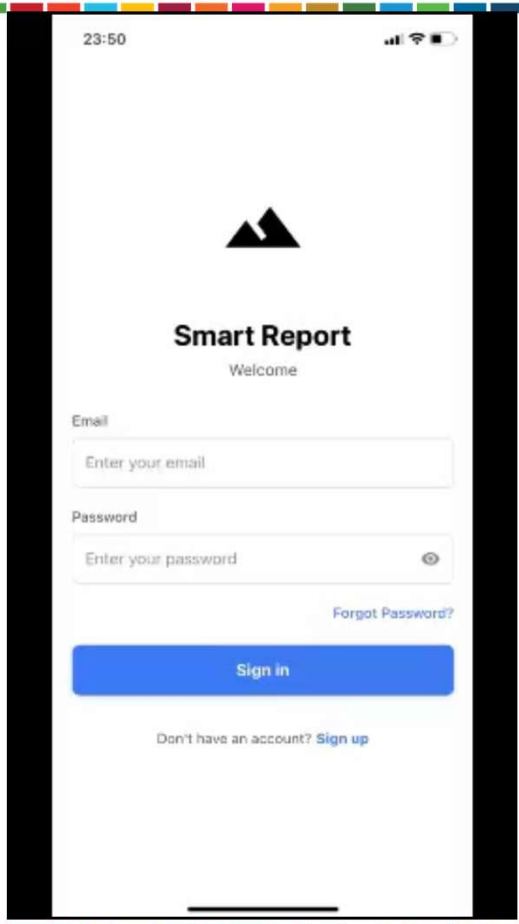 23:50
Smart Report
Welcome
Email
Enter your email
Password
Enter your password
Forgot Password?
Sign in
Don't have an account? Sign up